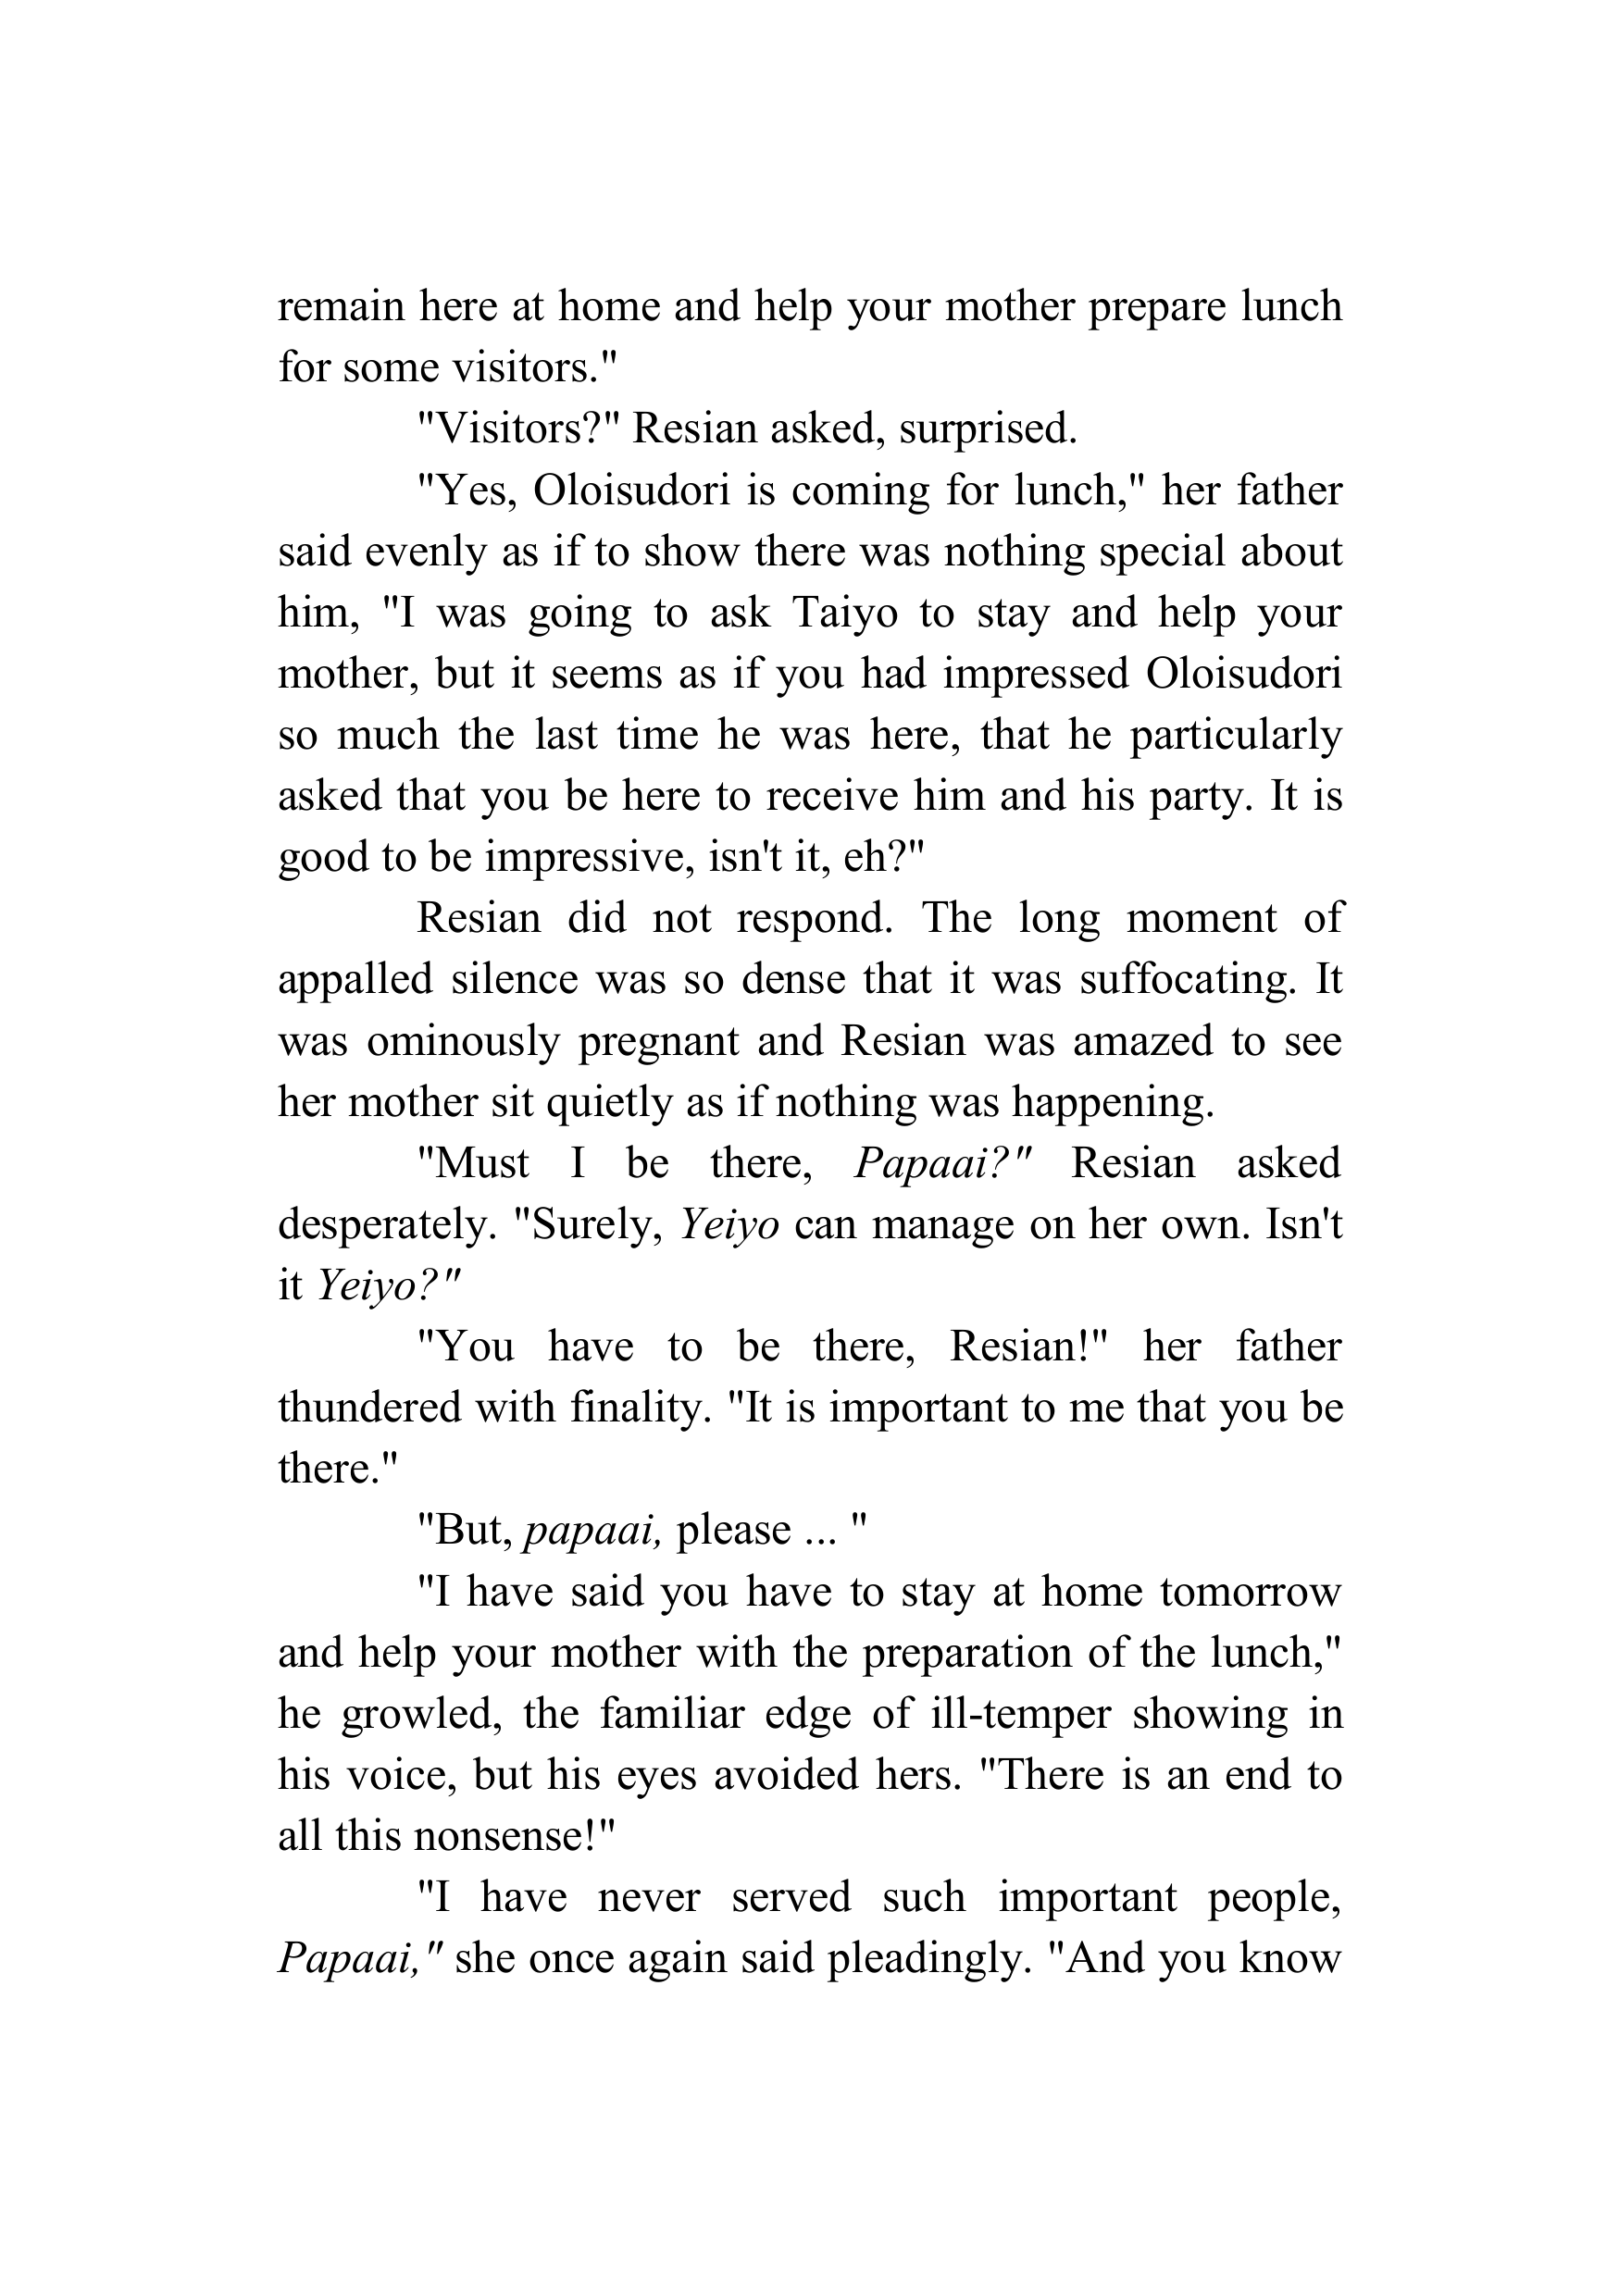 remain here at home and help your mother prepare lunch
for some visitors."
"Visitors?" Resian asked, surprised.
"Yes, Oloisudori is coming for lunch," her father
said evenly as if to show there was nothing special about
him, "I was going to ask Taiyo to stay and help your
mother, but it seems as if you had impressed Oloisudori
so much the last time he was here, that he particularly
asked that you be here to receive him and his party. It is
good to be impressive, isn't it, eh?"
Resian did not respond. The long moment of
appalled silence was so dense that it was suffocating. It
was ominously pregnant and Resian was amazed to see
her mother sit quietly as if nothing was happening.
"Must I be there, Papaai?" Resian asked
desperately. "Surely, Yeiyo can manage on her own. Isn't
it Yeiyo?"
"You have to be there, Resian!" her father
thundered with finality. "It is important to me that you be
there."
"But, papaai, please ... "
"I have said you have to stay at home tomorrow
and help your mother with the preparation of the lunch,"
he growled, the familiar edge of ill-temper showing in
his voice, but his eyes avoided hers. "There is an end to
all this nonsense!"
"I have never served such important people,
Papaai," she once again said pleadingly. "And you know